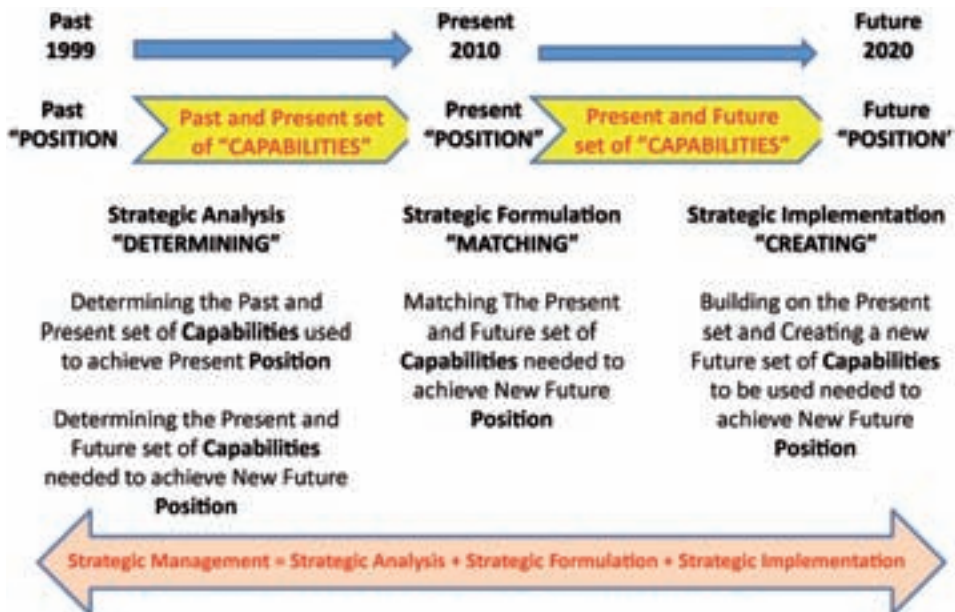 Past
1999
Present
2010
Future
2020
Past
"POSITION
Past and Present set
of "CAPABILITIES"
Present
"POSITION"
Present and Future
set of "CAPABILITIES"
Future
"POSITION'
Strategic Analysis
"DETERMINING"
Determining the Past and
Present set of Capabilities used
to achieve Present Position
Determining the Present and
Future set of Capabilities
needed to achieve New Future
Position
Strategic Formulation
"MATCHING"
Matching The Present
and Future set of
Capabilities needed to
achieve New Future
Position
Strategic Implementation
"CREATING"
Building on the Present
set and Creating a new
Future set of Capabilities
to be used needed to
achieve New Future
Position
Strategic Management = Strategic Analysis + Strategic Formulation + Strategic Implementation